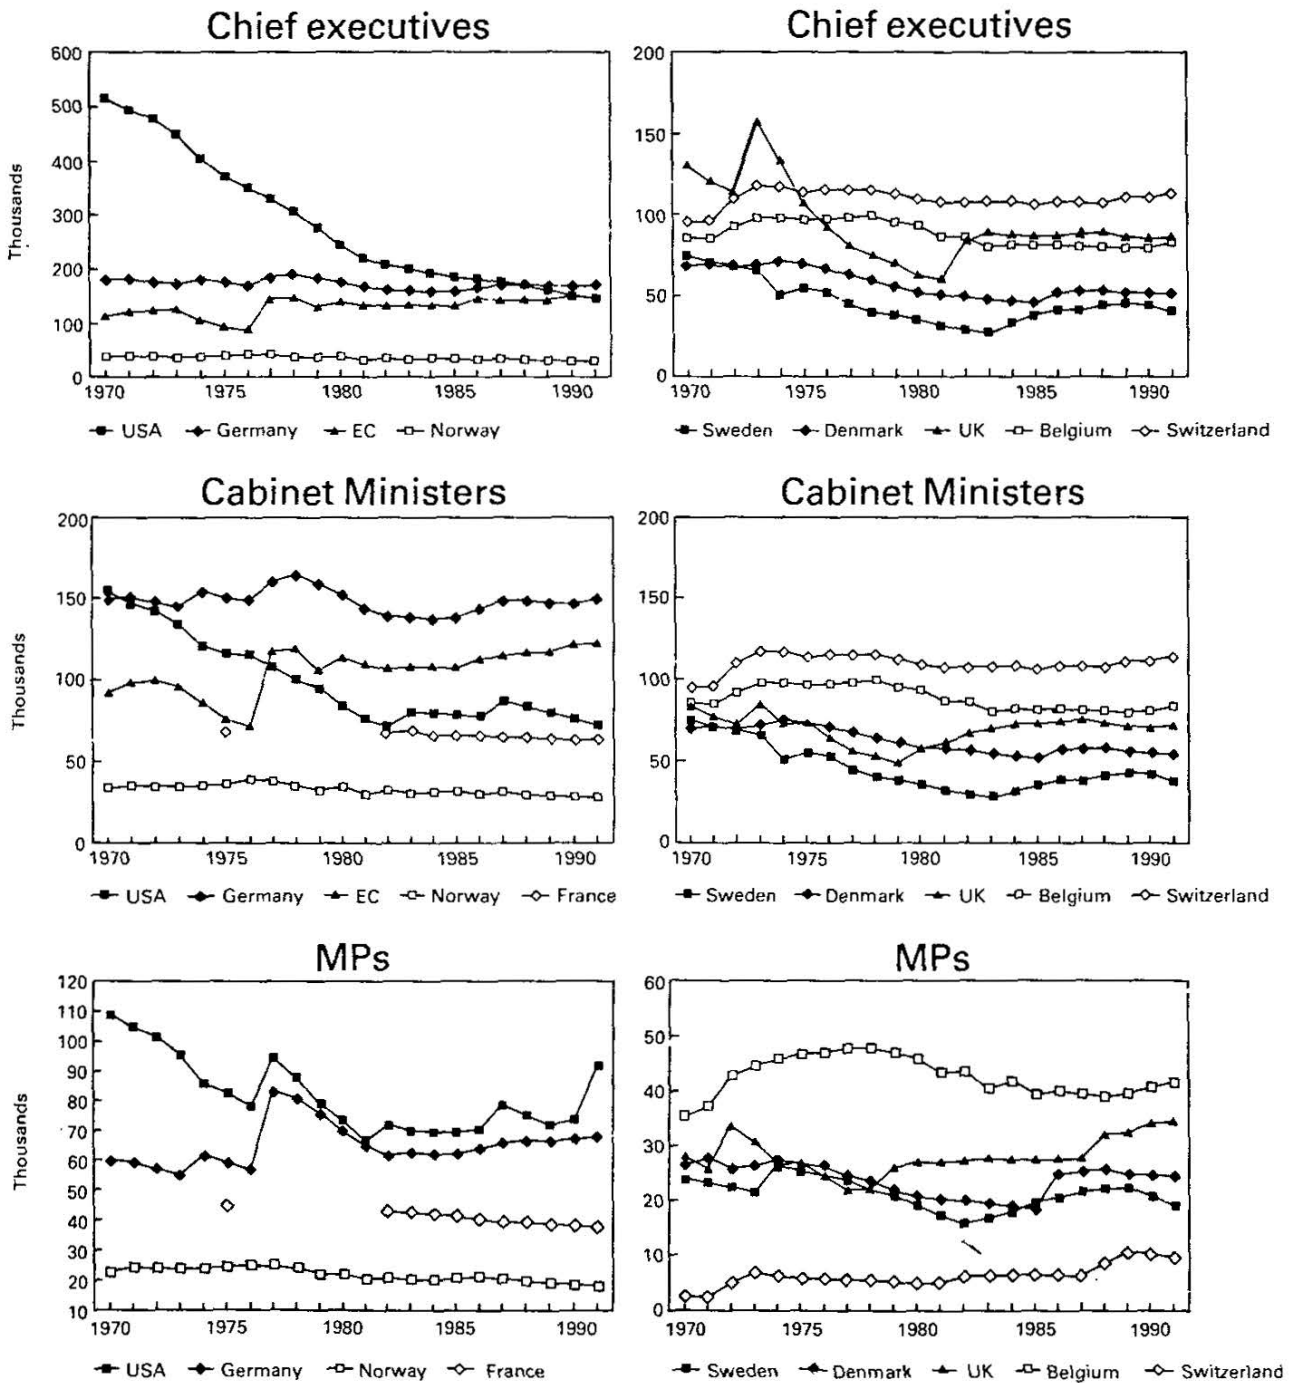 Chief executives
Thousands
600
500
400
300
200
100
0
1970 1975 1980 1985 1990
USA Germany EC Norway
Chief executives
200
150
100
50
0
1970 1975 1980 1985 1990
Sweden Denmark UK Belgium Switzerland
Cabinet Ministers
Thousands
200
150
100
50
0
1970 1975 1980 1985 1990
USA Germany EC Norway France
Cabinet Ministers
200
150
100
50
0
1970 1975 1980 1985 1990
Sweden Denmark UK Belgium Switzerland
MPs
Thousands
120
110
100
90
80
70
60
50
40
30
20
10
1970 1975 1980 1985 1990
USA Germany Norway France
MPs
60
50
40
30
20
10
0
1970 1975 1980 1985 1990
Sweden Denmark UK Belgium Switzerland